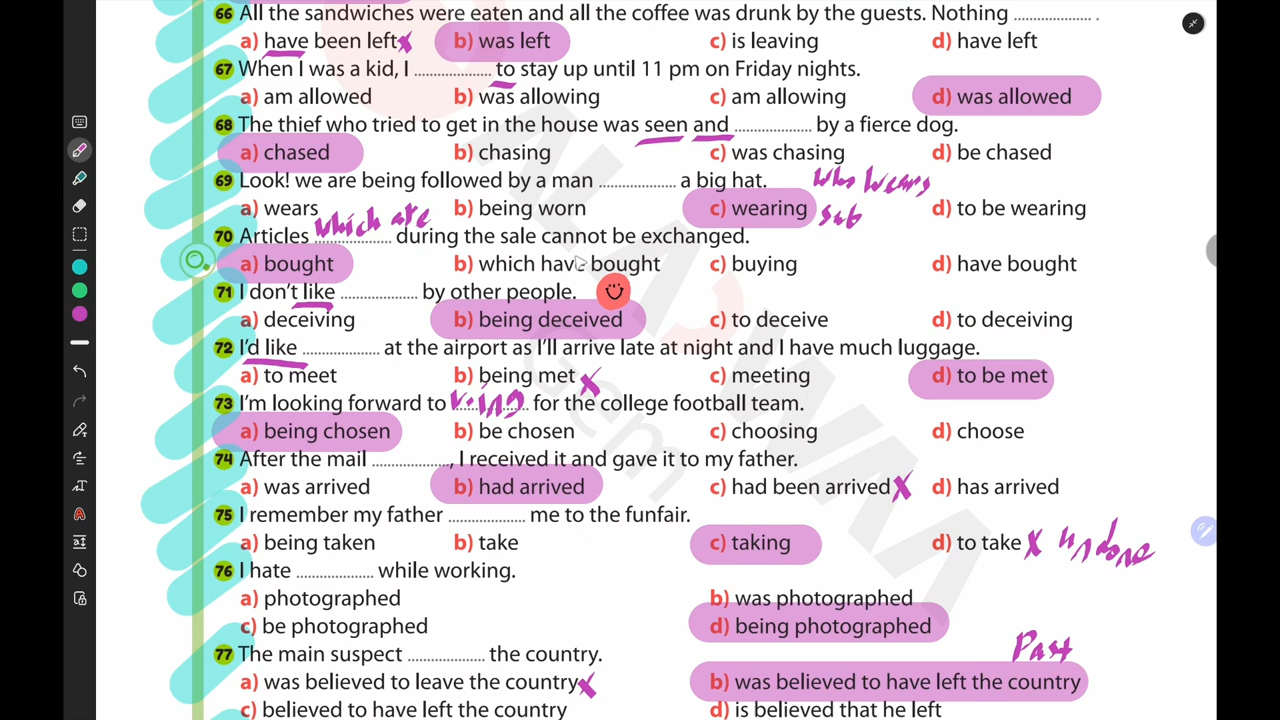 66 All the sandwiches were eaten and all the coffee was drunk by the guests. Nothing ..................... .
a) have been left x b) was left c) is leaving d) have left
67 When I was a kid, I .................... to stay up until 11 pm on Friday nights.
a) am allowed b) was allowing c) am allowing d) was allowed
68 The thief who tried to get in the house was seen and .................... by a fierce dog.
a) chased b) chasing c) was chasing d) be chased
69 Look! we are being followed by a man .................... a big hat. who wears
a) wears b) being worn c) wearing sub d) to be wearing
which are
70 Articles .................... during the sale cannot be exchanged.
a) bought b) which have bought c) buying d) have bought
71 I don't like .................... by other people.
a) deceiving b) being deceived c) to deceive d) to deceiving
72 I'd like .................... at the airport as I'll arrive late at night and I have much luggage.
a) to meet b) being met x c) meeting d) to be met
73 I'm looking forward to v.ing .................... for the college football team.
a) being chosen b) be chosen c) choosing d) choose
74 After the mail ...................., I received it and gave it to my father.
a) was arrived b) had arrived c) had been arrived x d) has arrived
75 I remember my father .................... me to the funfair.
a) being taken b) take c) taking d) to take x undone
76 I hate .................... while working.
a) photographed b) was photographed
c) be photographed d) being photographed
77 The main suspect .................... the country. Past
a) was believed to leave the country x b) was believed to have left the country
c) believed to have left the country d) is believed that he left
ALADWAA
Gem